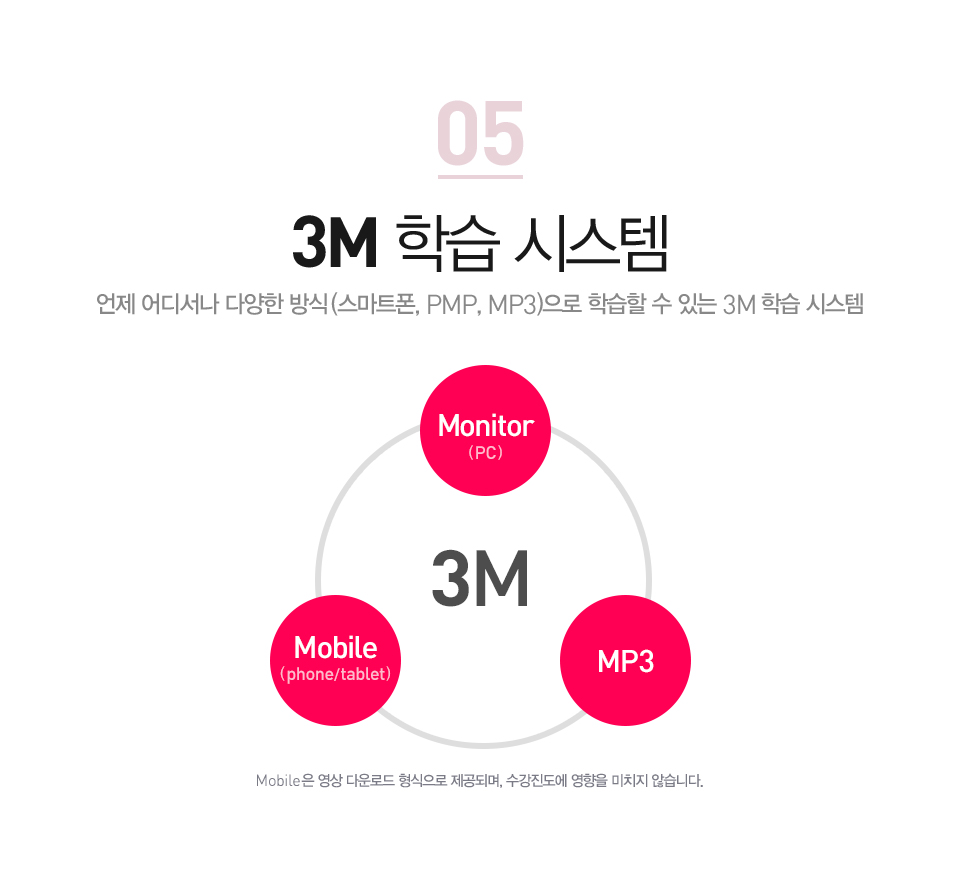 05
3M 학습 시스템
언제 어디서나 다양한 방식(스마트폰, PMP, MP3)으로 학습할 수 있는 3M 학습 시스템
Monitor
(PC)
3M
Mobile
(phone/tablet)
MP3
Mobile은 영상 다운로드 형식으로 제공되며, 수강진도에 영향을 미치지 않습니다.